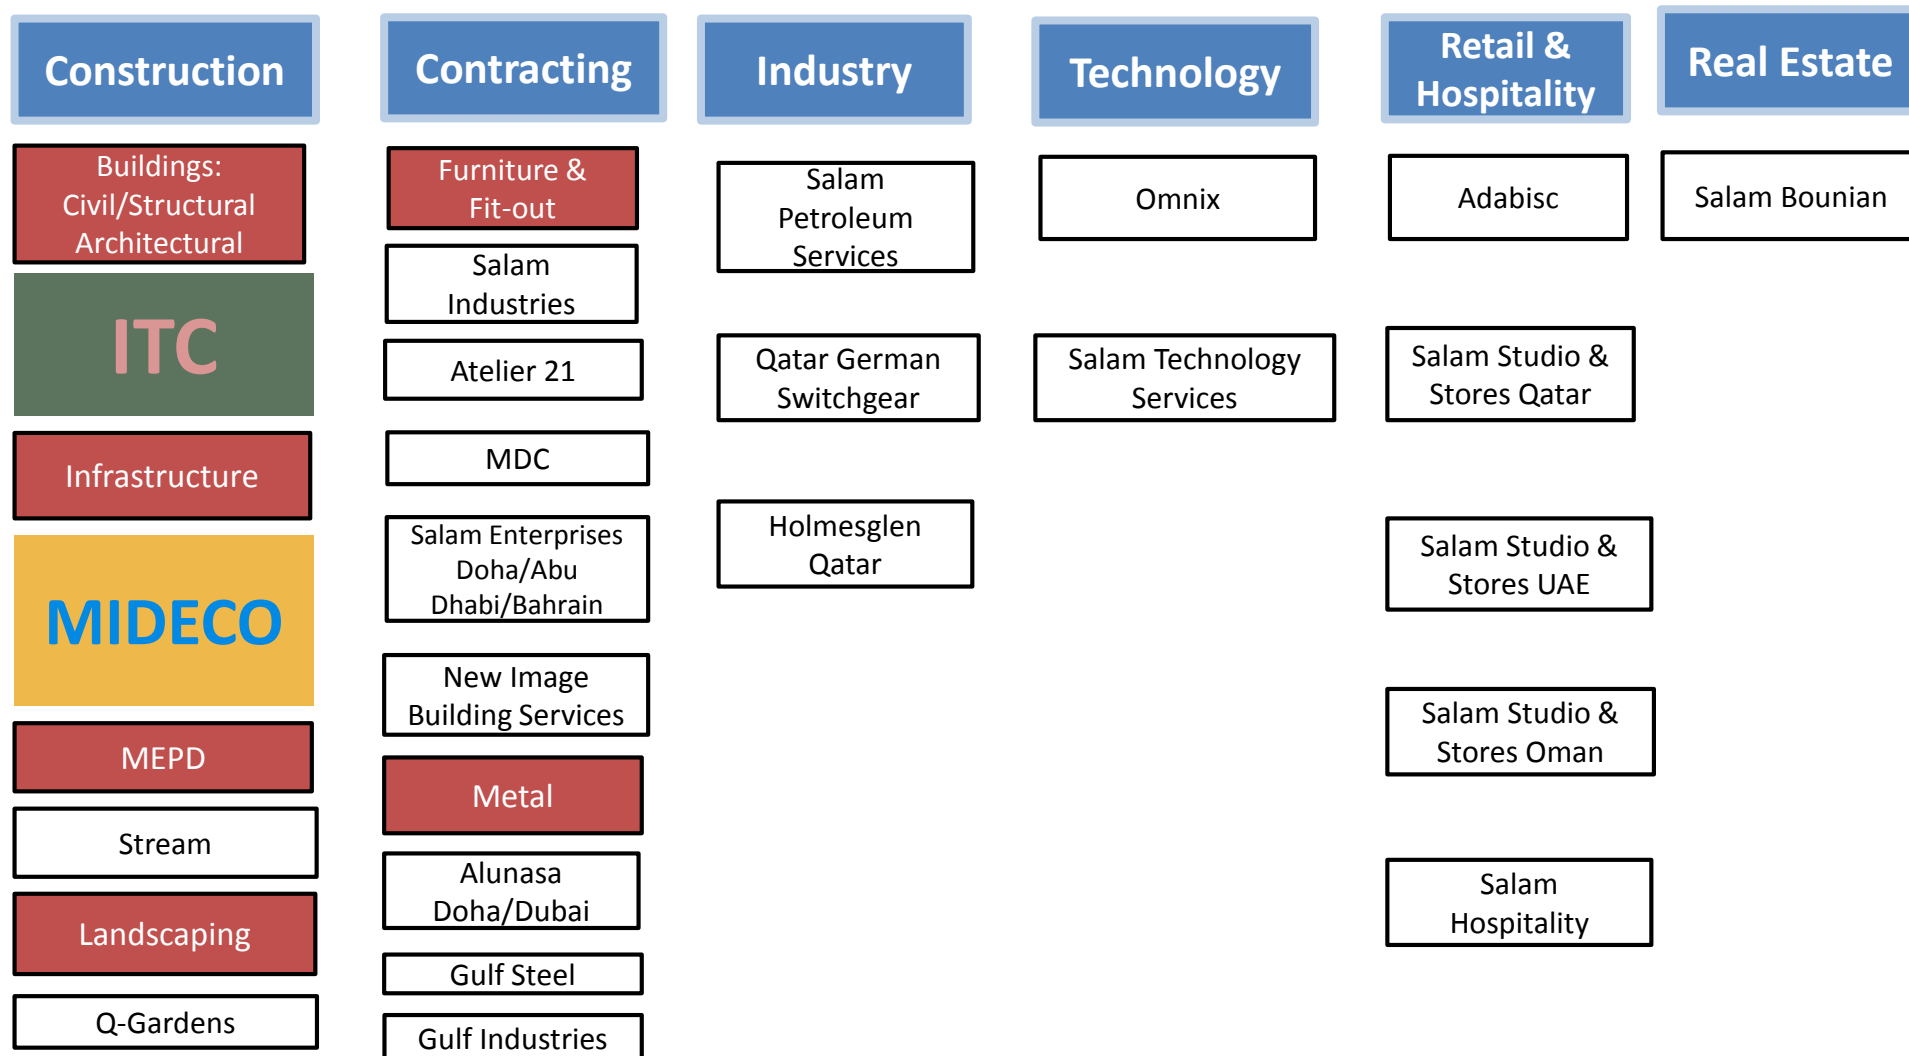 Construction
Buildings:
Civil/Structural
Architectural
ITC
Infrastructure
MIDECO
MEPD
Stream
Landscaping
Q-Gardens
Contracting
Furniture &
Fit-out
Salam
Industries
Atelier 21
MDC
Salam Enterprises
Doha/Abu
Dhabi/Bahrain
New Image
Building Services
Metal
Alunasa
Doha/Dubai
Gulf Steel
Gulf Industries
Industry
Salam
Petroleum
Services
Qatar German
Switchgear
Holmesglen
Qatar
Technology
Omnix
Salam Technology
Services
Retail &
Hospitality
Adabisc
Salam Studio &
Stores Qatar
Salam Studio &
Stores UAE
Salam Studio &
Stores Oman
Salam
Hospitality
Real Estate
Salam Bounian